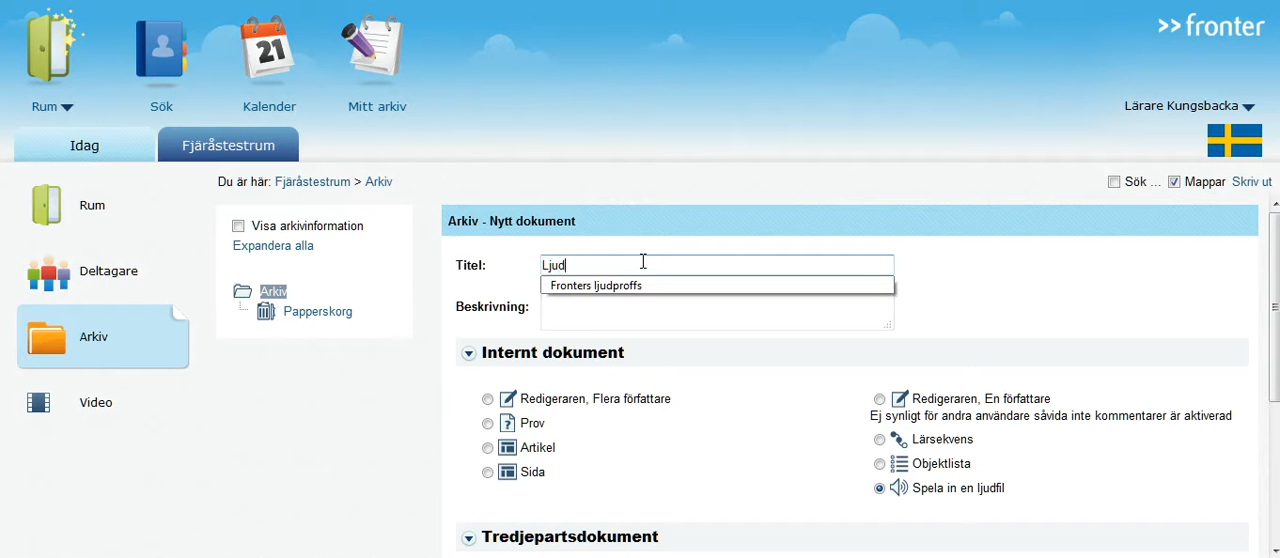 >>fronter
21
Rum
Sök
Kalender
Mitt arkiv
Lärare Kungsbacka
Idag
Fjäråstestrum
Du är här: Fjäråstestrum > Arkiv
Sök ...
Mappar
Skriv ut
Rum
Deltagare
Arkiv
Video
Visa arkivinformation
Expandera alla
Arkiv
Papperskorg
Arkiv - Nytt dokument
Titel:
Ljud
Fronters ljudproffs
Beskrivning:
Internt dokument
Redigeraren, Flera författare
Prov
Artikel
Sida
Redigeraren, En författare
Ej synligt för andra användare såvida inte kommentarer är aktiverad
Lärsekvens
Objektlista
Spela in en ljudfil
Tredjepartsdokument